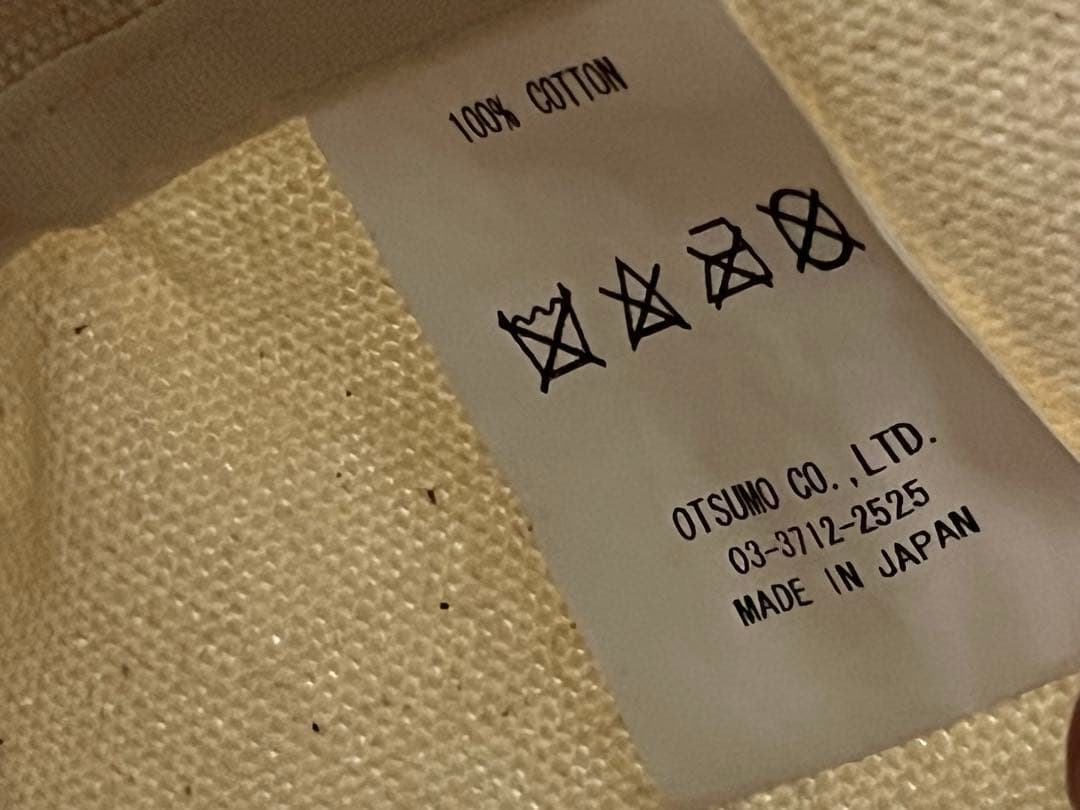 100% COTTON
OTSUMO CO.,LTD.
03-3712-2525
MADE IN JAPAN